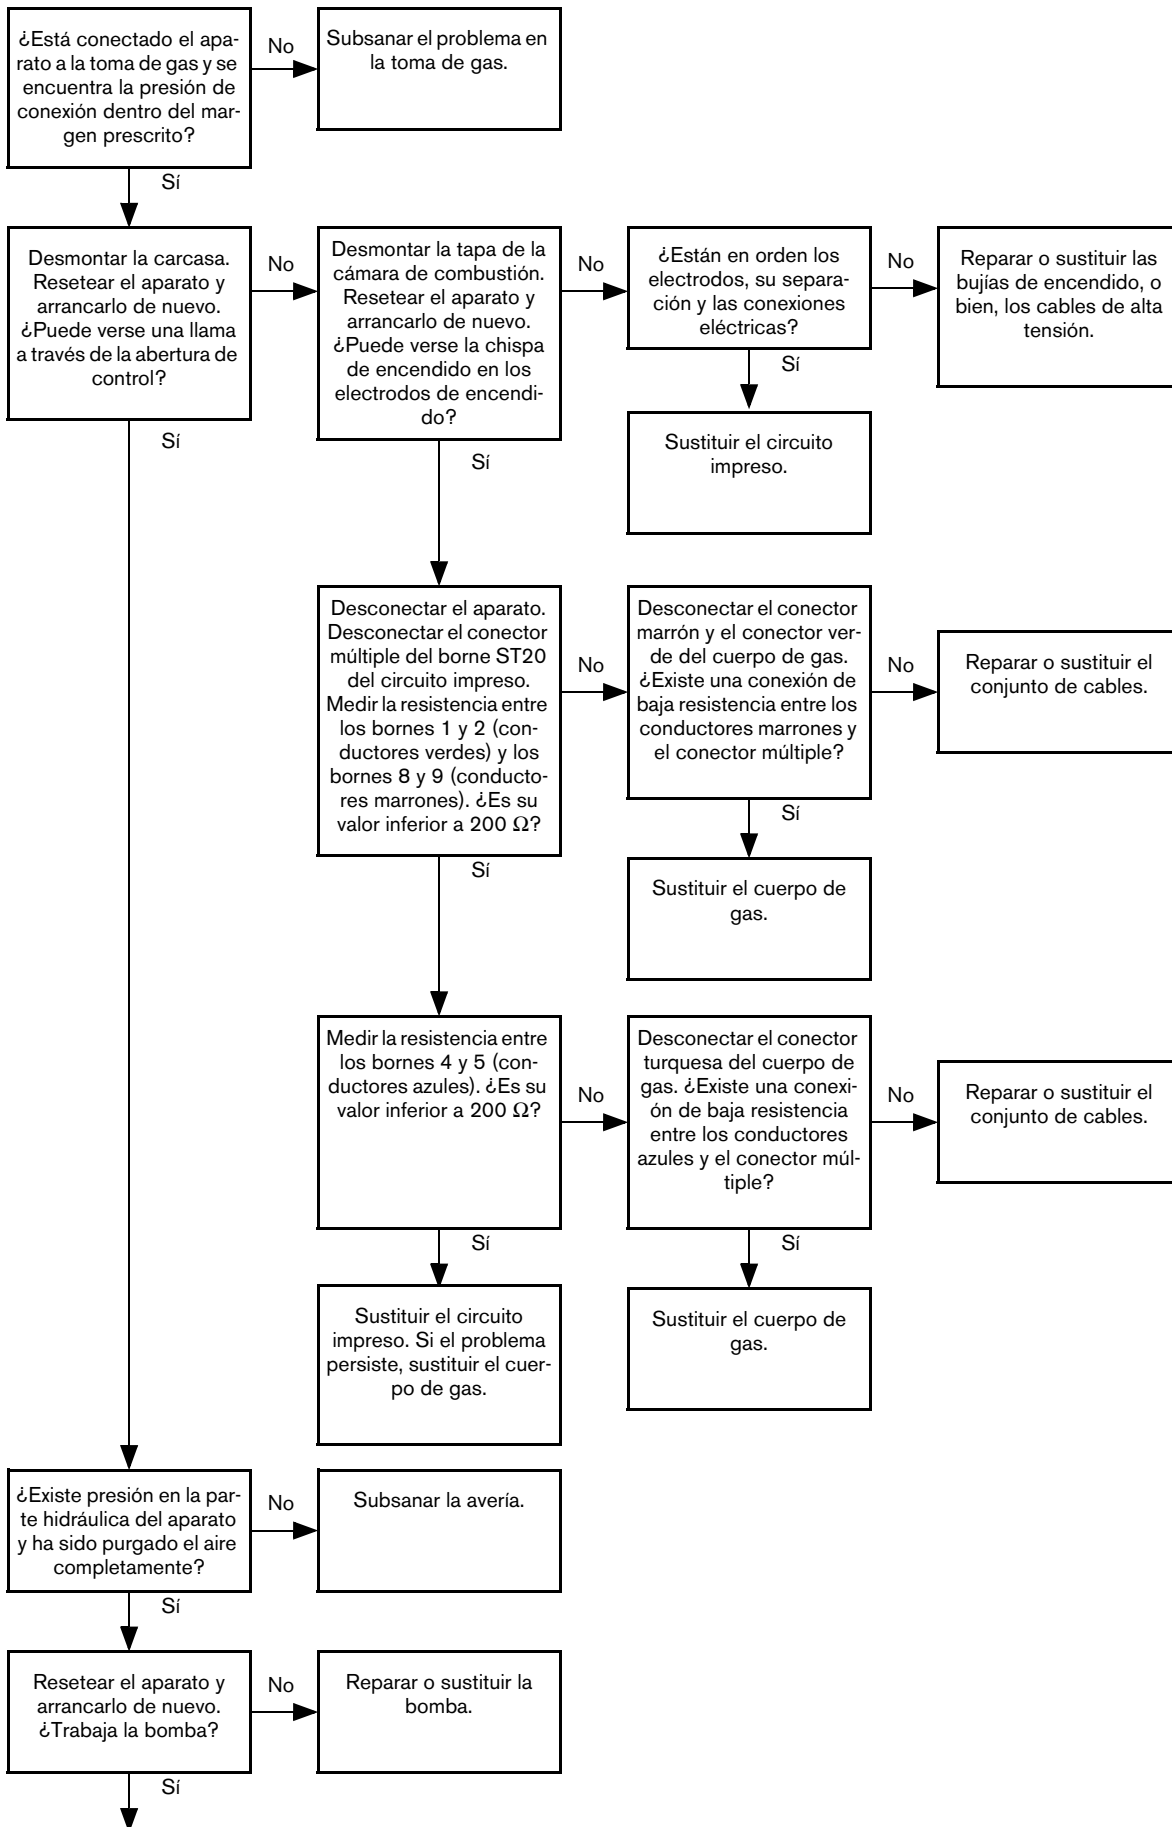 ¿Está conectado el apa-
rato a la toma de gas y se
encuentra la presión de
conexión dentro del mar-
gen prescrito?
No
Subsanar el problema en
la toma de gas.
Sí
Desmontar la carcasa.
Resetear el aparato y
arrancarlo de nuevo.
¿Puede verse una llama
a través de la abertura de
control?
No
Desmontar la tapa de la
cámara de combustión.
Resetear el aparato y
arrancarlo de nuevo.
¿Puede verse la chispa
de encendido en los
electrodos de encendi-
do?
No
¿Están en orden los
electrodos, su separa-
ción y las conexiones
eléctricas?
No
Reparar o sustituir las
bujías de encendido, o
bien, los cables de alta
tensión.
Sí
Sustituir el circuito
impreso.
Sí
Sí
Desconectar el aparato.
Desconectar el conector
múltiple del borne ST20
del circuito impreso.
Medir la resistencia entre
los bornes 1 y 2 (con-
ductores verdes) y los
bornes 8 y 9 (conducto-
res marrones). ¿Es su
valor inferior a 200 Ω?
No
Desconectar el conector
marrón y el conector ver-
de del cuerpo de gas.
¿Existe una conexión de
baja resistencia entre los
conductores marrones y
el conector múltiple?
No
Reparar o sustituir el
conjunto de cables.
Sí
Sustituir el cuerpo de
gas.
Sí
Medir la resistencia entre
los bornes 4 y 5 (con-
ductores azules). ¿Es su
valor inferior a 200 Ω?
No
Desconectar el conector
turquesa del cuerpo de
gas. ¿Existe una conexi-
ón de baja resistencia
entre los conductores
azules y el conector múl-
tiple?
No
Reparar o sustituir el
conjunto de cables.
Sí
Sustituir el cuerpo de
gas.
Sí
Sustituir el circuito
impreso. Si el problema
persiste, sustituir el cuer-
po de gas.
¿Existe presión en la par-
te hidráulica del aparato
y ha sido purgado el aire
completamente?
No
Subsanar la avería.
Sí
Resetear el aparato y
arrancarlo de nuevo.
¿Trabaja la bomba?
No
Reparar o sustituir la
bomba.
Sí